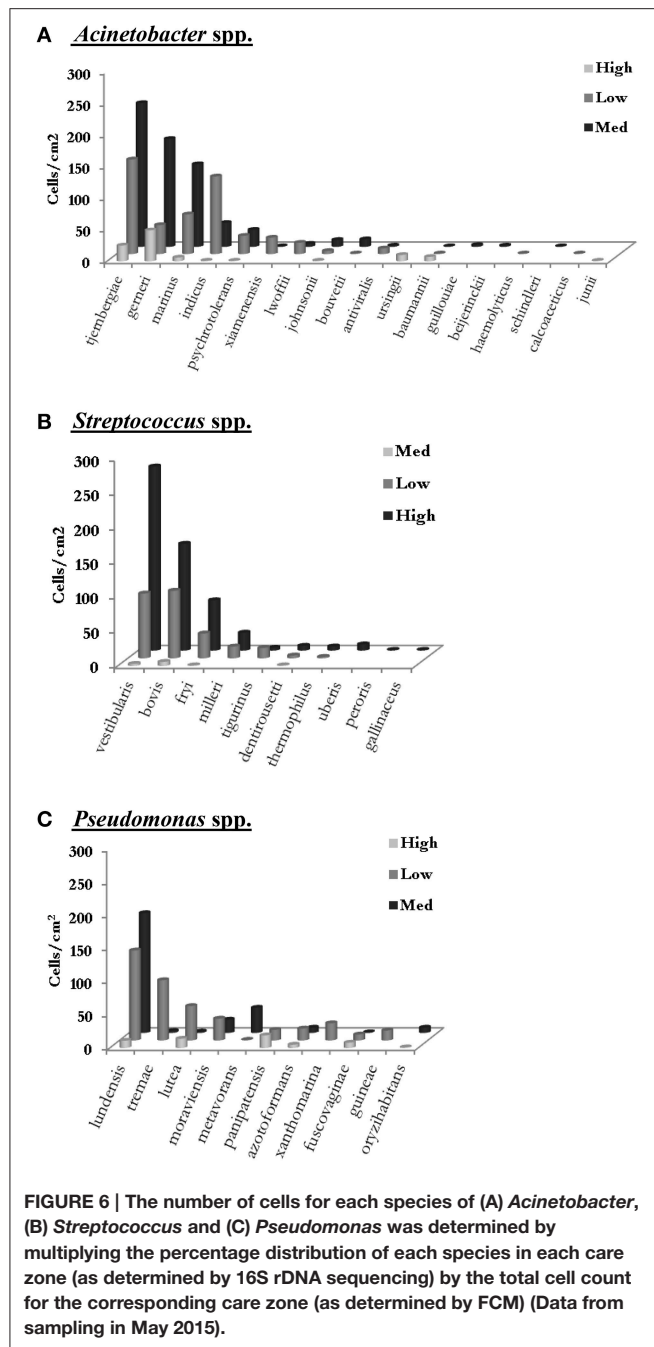 A Acinetobacter spp.
High
Low
Med
Cells/cm2
300
250
200
150
100
50
0
tjernbergiae
gerneri
marinus
indicus
psychrotolerans
xiamenensis
lwoffii
johnsonii
bouvetii
antiviralis
ursingii
baumannii
guillouiae
beijerinckii
haemolyticus
schindleri
calcoaceticus
junii
B Streptococcus spp.
Med
Low
High
Cells/cm2
300
250
200
150
100
50
0
vestibularis
bovis
fryi
milleri
tigurinus
dentirousetti
thermophilus
uberis
peroris
gallinaceus
C Pseudomonas spp.
High
Low
Med
Cells/cm²
300
250
200
150
100
50
0
lundensis
tremae
lutea
moraviensis
metavorans
panipatensis
azotoformans
xanthomarina
fuscovaginae
guineae
oryzihabitans
FIGURE 6 | The number of cells for each species of (A) Acinetobacter,
(B) Streptococcus and (C) Pseudomonas was determined by
multiplying the percentage distribution of each species in each care
zone (as determined by 16S rDNA sequencing) by the total cell count
for the corresponding care zone (as determined by FCM) (Data from
sampling in May 2015).